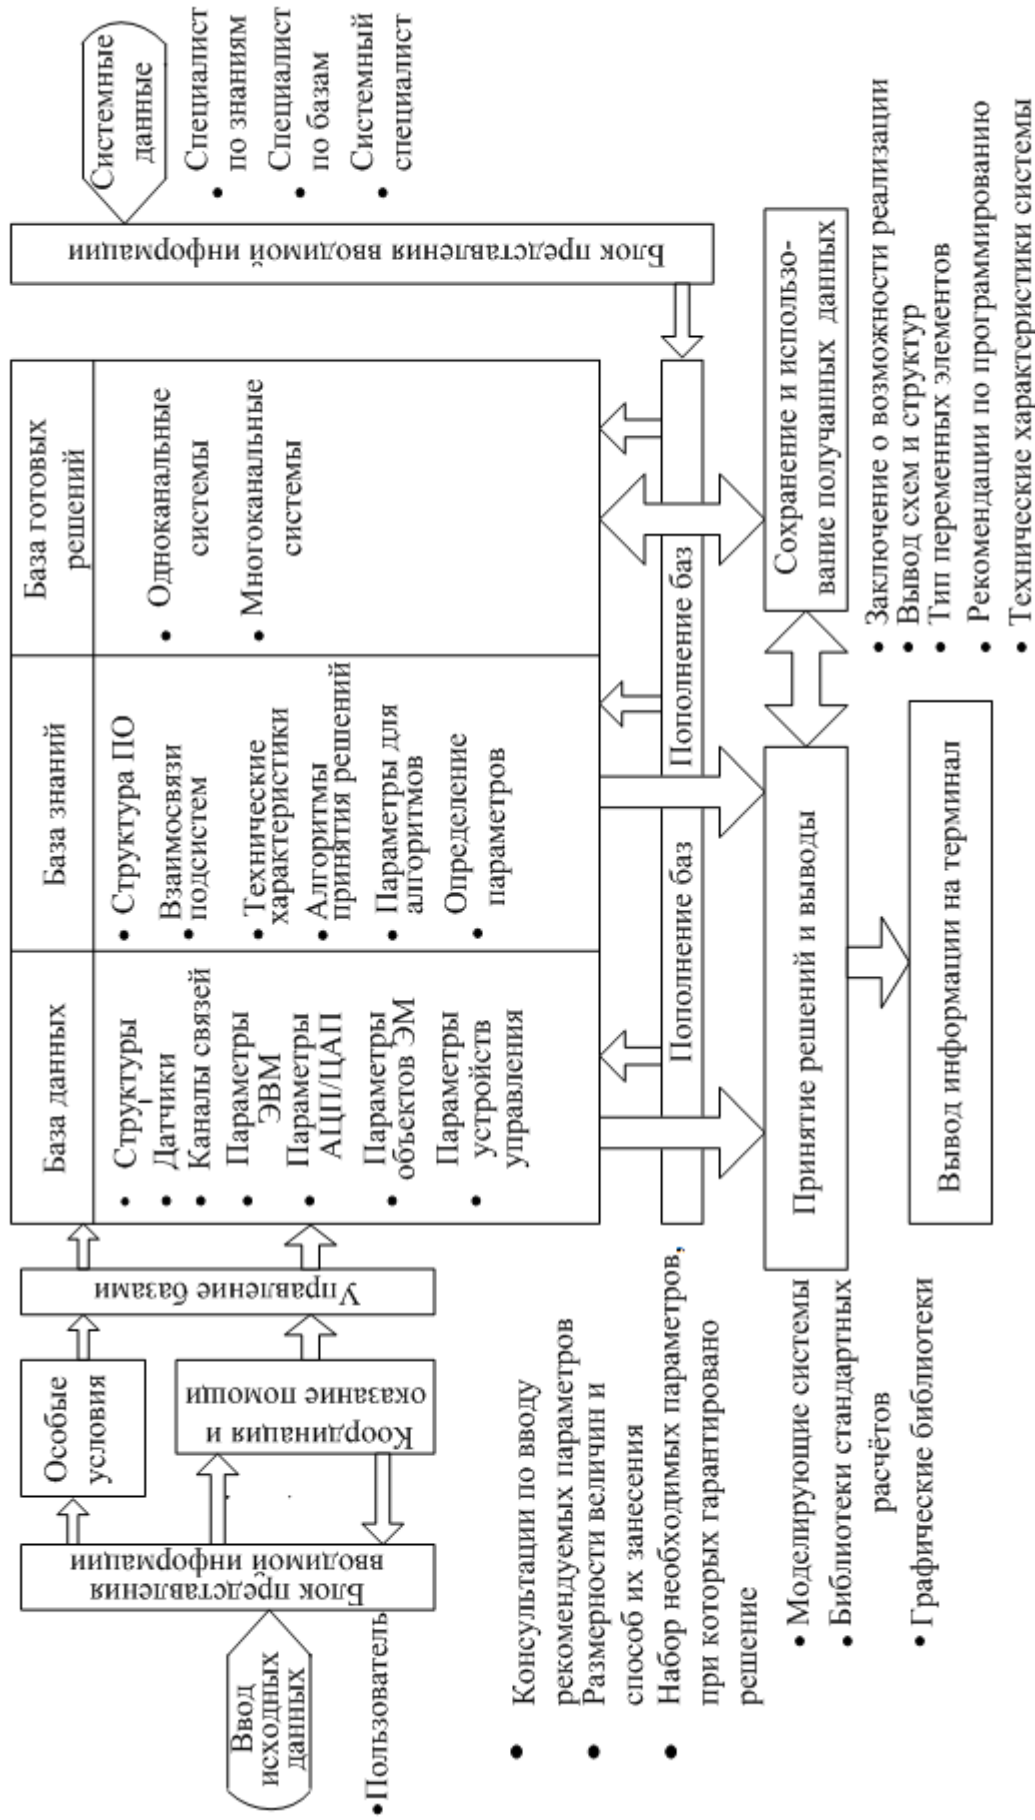 Ввод
исходных
данных
•Пользователь
Блок представления
вводимой информации
Особые
условия
Координация и
оказание помощи
Управление базами
База данных
• Структуры
• Датчики
• Каналы связей
• Параметры
ЭВМ
• Параметры
АЦП/ЦАП
• Параметры
объектов ЭМ
• Параметры
устройств
управления
База знаний
• Структура ПО
• Взаимосвязи
подсистем
• Технические
характеристики
• Алгоритмы
принятия решений
• Параметры для
алгоритмов
• Определение
параметров
База готовых
решений
• Одноканальные
системы
• Многоканальные
системы
Блок представления вводимой информации
Системные
данные
• Специалист
по знаниям
• Специалист
по базам
• Системный
специалист
Пополнение баз
Пополнение баз
• Консультации по вводу
рекомендуемых параметров
• Размерности величин и
способ их занесения
• Набор необходимых параметров,
при которых гарантировано
решение
Принятие решений и выводы
Сохранение и использо-
вание получанных данных
• Моделирующие системы
• Библиотеки стандартных
расчётов
• Графические библиотеки
Вывод информации на терминал
• Заключение о возможности реализации
• Вывод схем и структур
• Тип переменных элементов
• Рекомендации по программированию
• Технические характеристики системы